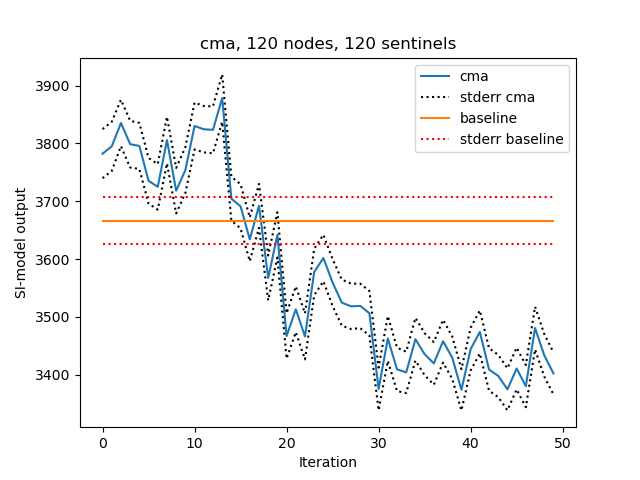 cma, 120 nodes, 120 sentinels
cma
stderr cma
baseline
stderr baseline
SI-model output
3900
3800
3700
3600
3500
3400
0 10 20 30 40 50
Iteration